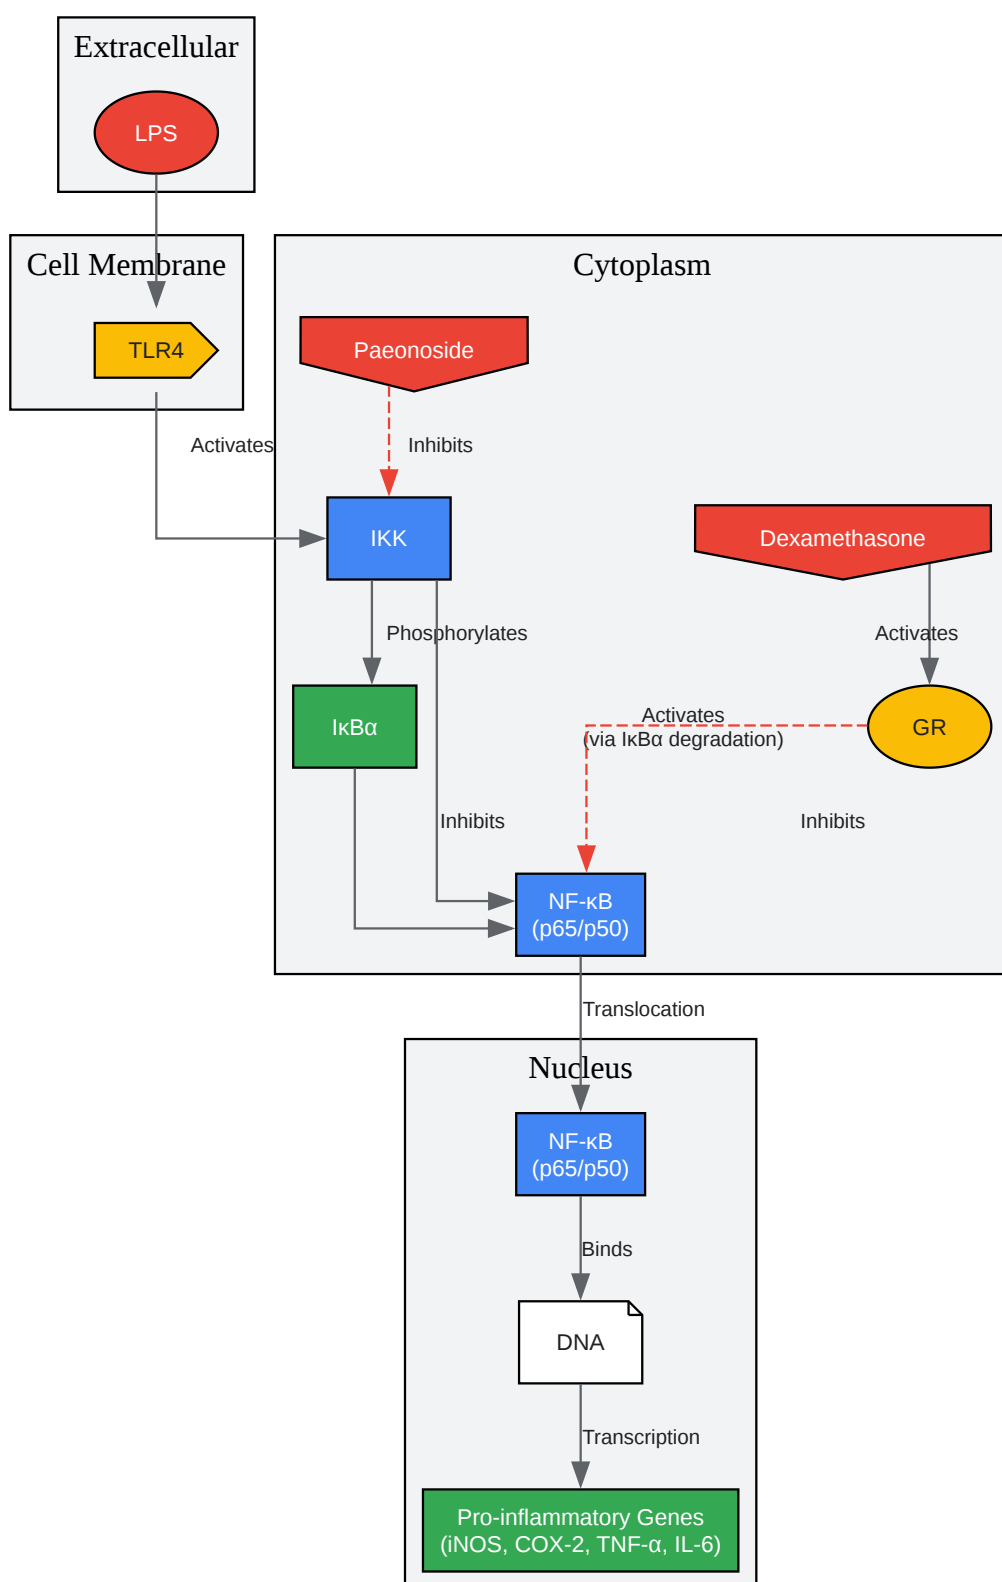 Extracellular
LPS
Cell Membrane
Cytoplasm
TLR4
Paeonoside
Activates
Inhibits
IKK
Dexamethasone
Phosphorylates
Activates
IκBα
Activates
(via IκBα degradation)
GR
Inhibits
Inhibits
NF-κB
(p65/p50)
Translocation
Nucleus
NF-κB
(p65/p50)
Binds
DNA
Transcription
Pro-inflammatory Genes
(iNOS, COX-2, TNF-α, IL-6)